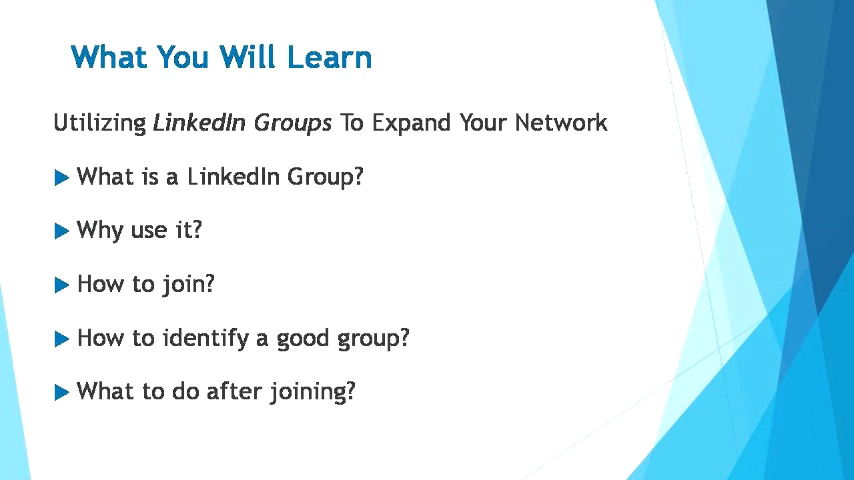 What You Will Learn
Utilizing LinkedIn Groups To Expand Your Network
What is a LinkedIn Group?
Why use it?
How to join?
How to identify a good group?
What to do after joining?